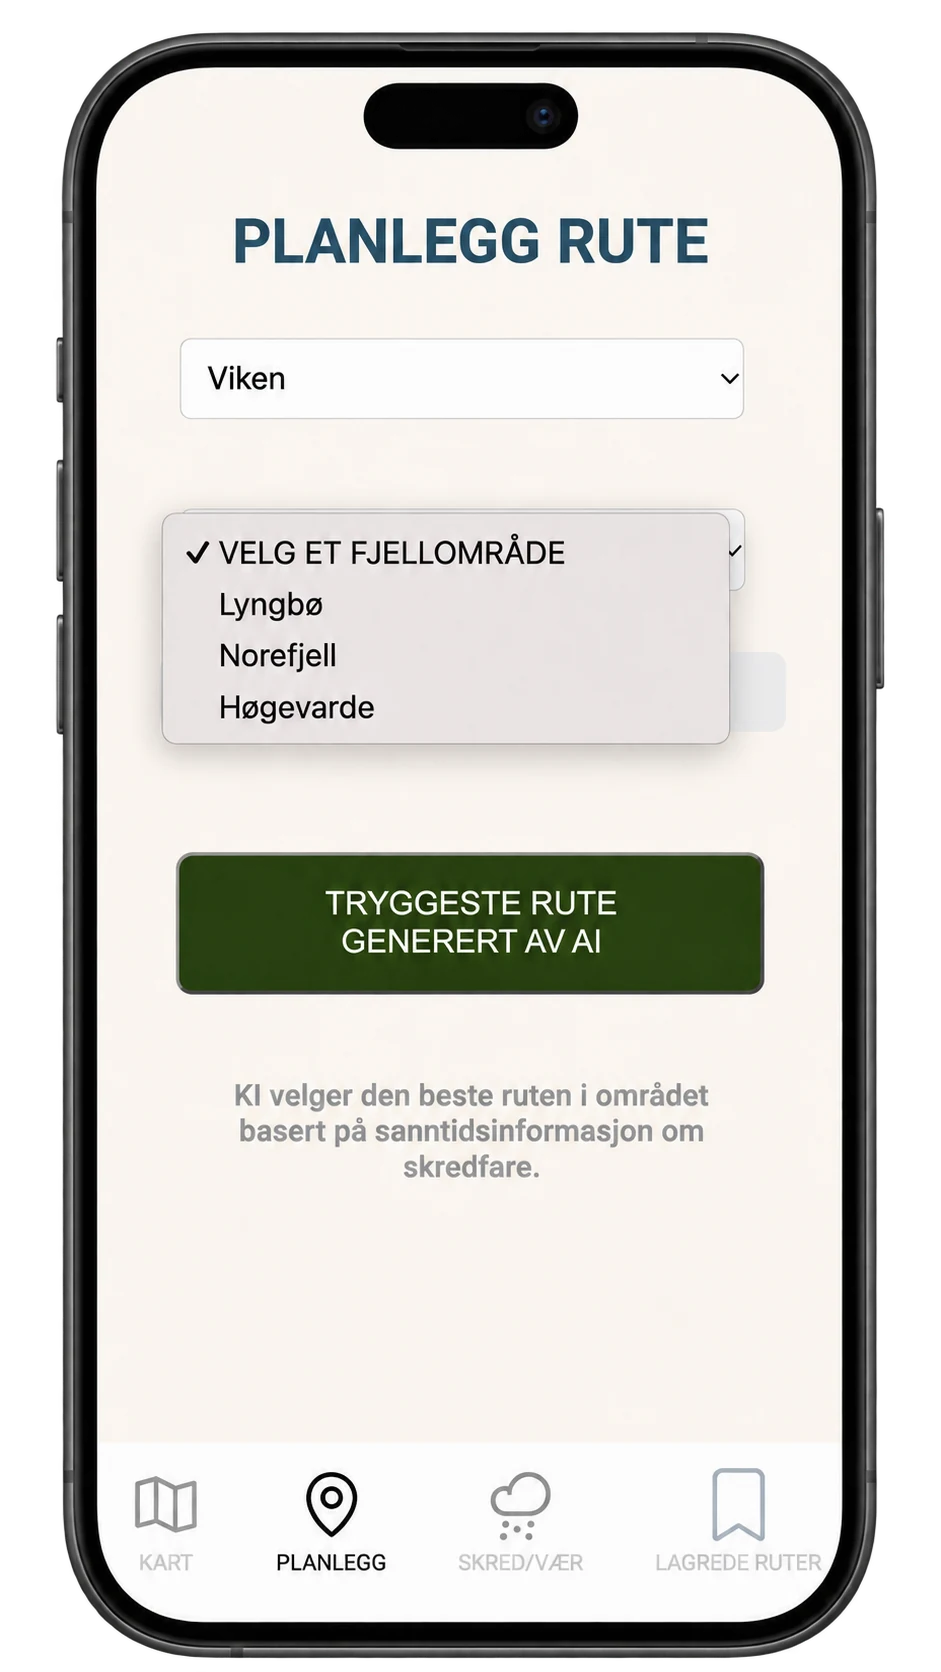 PLANLEGG RUTE
Viken
VELG ET FJELLOMRÅDE
Lyngbø
Norefjell
Høgevarde
TRYGGESTE RUTE
GENERERT AV AI
KI velger den beste ruten i området
basert på sanntidsinformasjon om
skredfare.
KART
PLANLEGG
SKRED/VÆR
LAGREDE RUTER